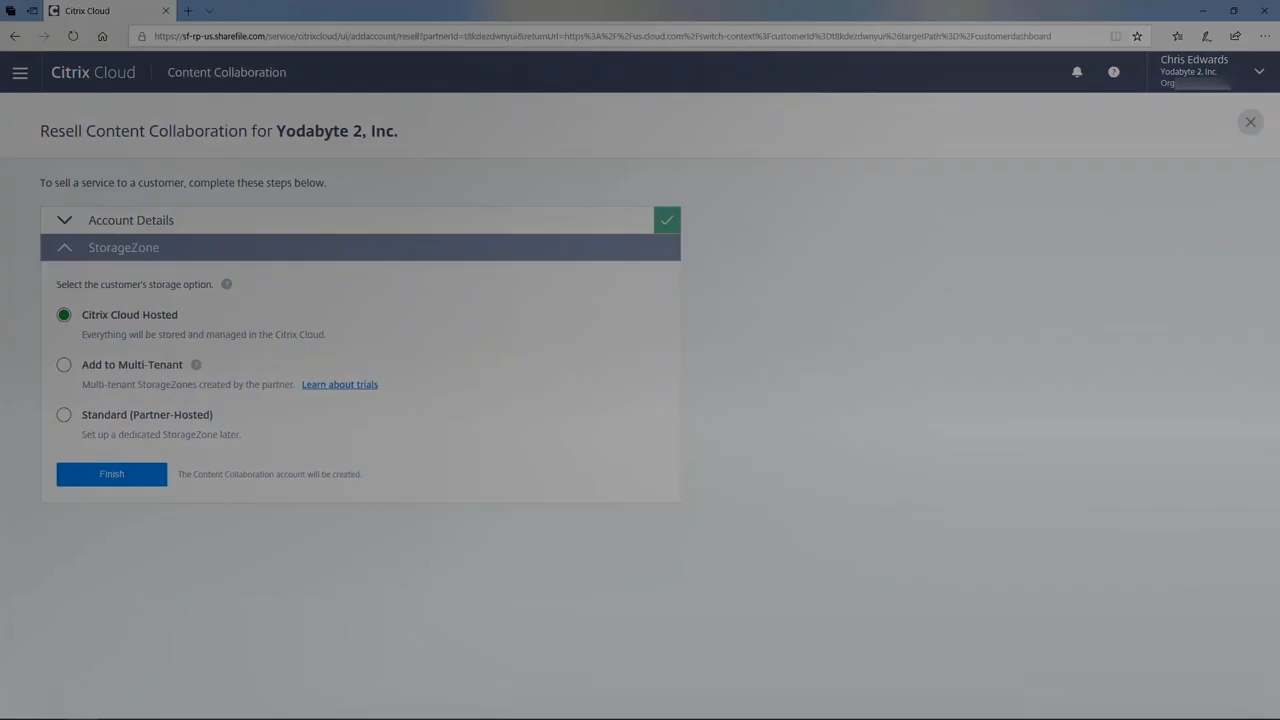 Citrix Cloud
https://sf-rp-us.sharefile.com/service/citrixcloud/ui/addaccount/resell?partnerId=t8kdezdwnyui&returnUrl=https%3A%2F%2Fus.cloud.com%2Fswitch-context%3FcustomerId%3Dt8kdezdwnyui%26targetPath%3D%2Fcustomerdashboard
Citrix Cloud
Content Collaboration
Chris Edwards
Yodabyte 2, Inc.
Org
Resell Content Collaboration for Yodabyte 2, Inc.
To sell a service to a customer, complete these steps below.
Account Details
StorageZone
Select the customer's storage option. ?
Citrix Cloud Hosted
Everything will be stored and managed in the Citrix Cloud.
Add to Multi-Tenant ?
Multi-tenant StorageZones created by the partner. Learn about trials
Standard (Partner-Hosted)
Set up a dedicated StorageZone later.
Finish The Content Collaboration account will be created.